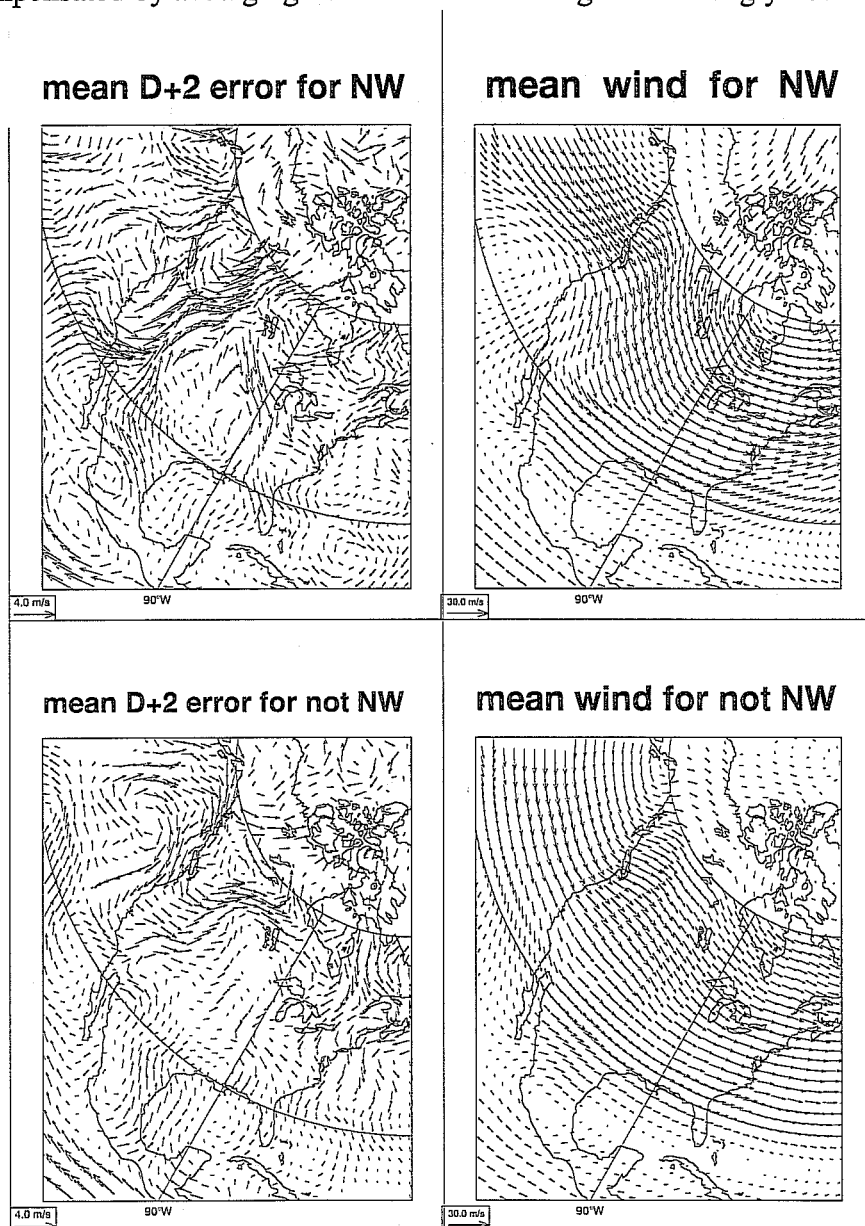 mean D+2 error for NW
mean wind for NW
4.0 m/s
90°W
30.0 m/s
90°W
mean D+2 error for not NW
mean wind for not NW
4.0 m/s
90°W
30.0 m/s
90°W